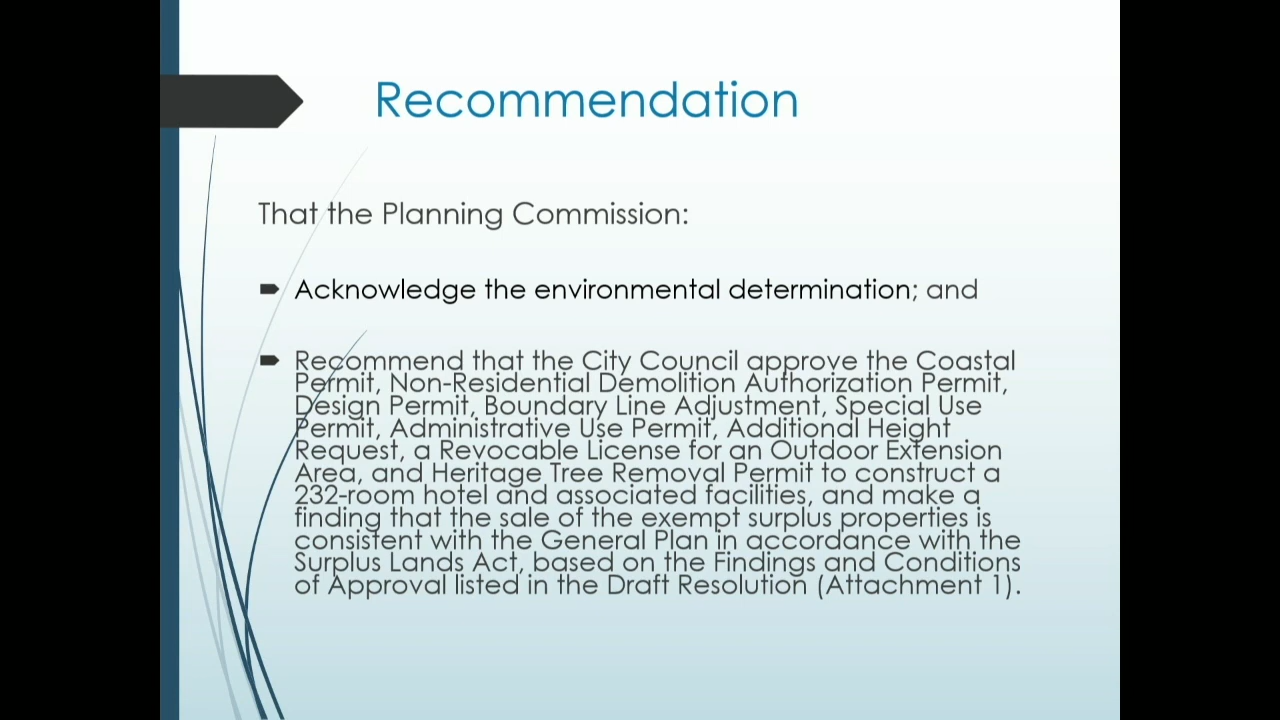 Recommendation
That the Planning Commission:
Acknowledge the environmental determination; and
Recommend that the City Council approve the Coastal
Permit, Non-Residential Demolition Authorization Permit,
Design Permit, Boundary Line Adjustment, Special Use
Permit, Administrative Use Permit, Additional Height
Request, a Revocable License for an Outdoor Extension
Area, and Heritage Tree Removal Permit to construct a
232-room hotel and associated facilities, and make a
finding that the sale of the exempt surplus properties is
consistent with the General Plan in accordance with the
Surplus Lands Act, based on the Findings and Conditions
of Approval listed in the Draft Resolution (Attachment 1).